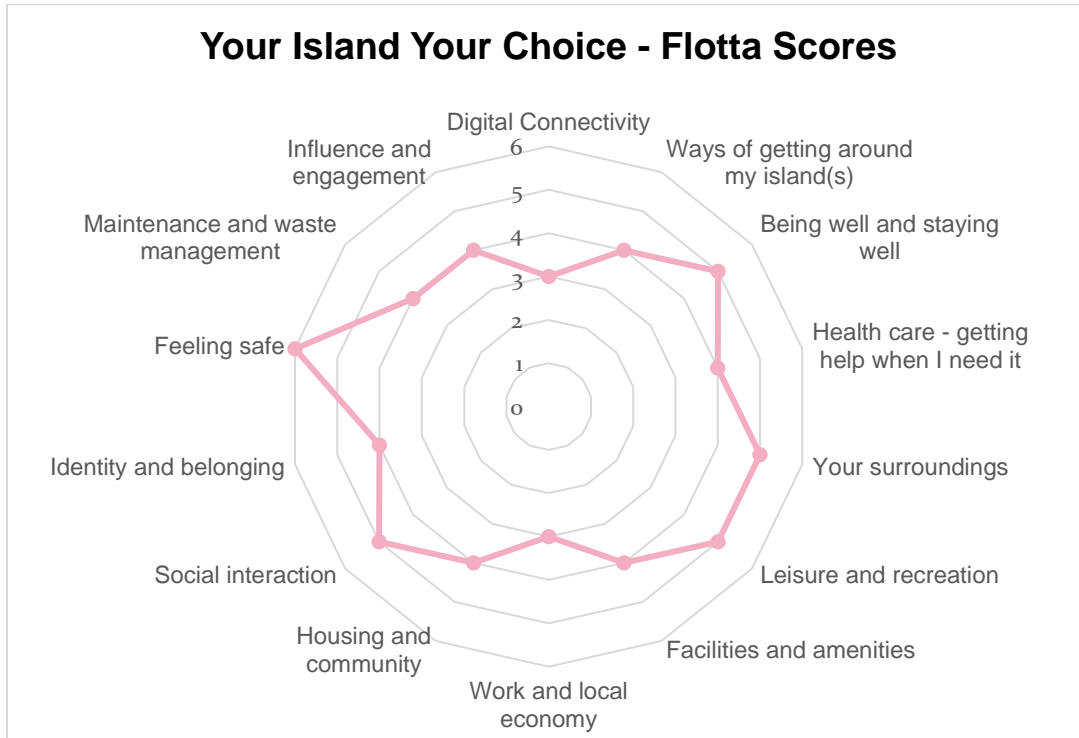 Your Island Your Choice - Flotta Scores
Digital Connectivity
Ways of getting around
my island(s)
Being well and staying
well
Health care - getting
help when I need it
Your surroundings
Leisure and recreation
Facilities and amenities
Work and local
economy
Housing and
community
Social interaction
Identity and belonging
Feeling safe
Maintenance and waste
management
Influence and
engagement
6
5
4
3
2
1
0